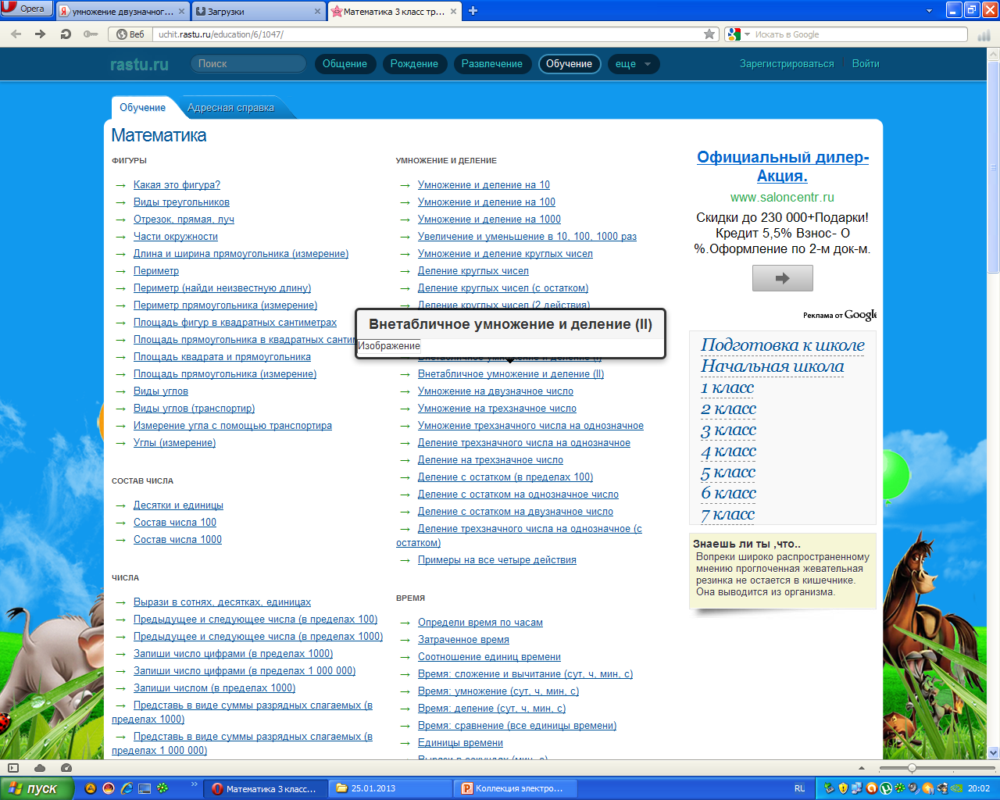 Opera
умножение двузначного...
Загрузки
Математика 3 класс тр...
Веб
uchit.rastu.ru/education/6/1047/
Искать в Google
rastu.ru
Поиск
Общение
Рождение
Развлечение
Обучение
еще
Зарегистрироваться
Войти
Обучение
Адресная справка
Математика
ФИГУРЫ
→ Какая это фигура?
→ Виды треугольников
→ Отрезок, прямая, луч
→ Части окружности
→ Длина и ширина прямоугольника (измерение)
→ Периметр
→ Периметр (найди неизвестную длину)
→ Периметр прямоугольника (измерение)
→ Площадь фигур в квадратных сантиметрах
→ Площадь прямоугольника в квадратных санти
→ Площадь квадрата и прямоугольника
→ Площадь прямоугольника (измерение)
→ Виды углов
→ Виды углов (транспортир)
→ Измерение угла с помощью транспортира
→ Углы (измерение)
СОСТАВ ЧИСЛА
→ Десятки и единицы
→ Состав числа 100
→ Состав числа 1000
ЧИСЛА
→ Вырази в сотнях, десятках, единицах
→ Предыдущее и следующее числа (в пределах 100)
→ Предыдущее и следующее числа (в пределах 1000)
→ Запиши число цифрами (в пределах 1000)
→ Запиши число цифрами (в пределах 1 000 000)
→ Запиши числом (в пределах 1000)
→ Представь в виде суммы разрядных слагаемых (в
пределах 1000)
→ Представь в виде суммы разрядных слагаемых (в
пределах 1 000 000)
УМНОЖЕНИЕ И ДЕЛЕНИЕ
→ Умножение и деление на 10
→ Умножение и деление на 100
→ Умножение и деление на 1000
→ Увеличение и уменьшение в 10, 100, 1000 раз
→ Умножение и деление круглых чисел
→ Деление круглых чисел
→ Деление круглых чисел (с остатком)
→ Деление круглых чисел (2 действия)
Внетабличное умножение и деление (II)
Изображение
→ Внетабличное умножение и деление (I)
→ Внетабличное умножение и деление (II)
→ Умножение на двузначное число
→ Умножение на трехзначное число
→ Умножение трехзначного числа на однозначное
→ Деление трехзначного числа на однозначное
→ Деление на трехзначное число
→ Деление с остатком (в пределах 100)
→ Деление с остатком на однозначное число
→ Деление с остатком на двузначное число
→ Деление трехзначного числа на однозначное (с
остатком)
→ Примеры на все четыре действия
ВРЕМЯ
→ Определи время по часам
→ Затраченное время
→ Соотношение единиц времени
→ Время: сложение и вычитание (сут, ч, мин, с)
→ Время: умножение (сут, ч, мин, с)
→ Время: деление (сут, ч, мин, с)
→ Время: сравнение (все единицы времени)
→ Единицы времени
→ Вырази в секундах (мин, с)
Официальный дилер-
Акция.
www.saloncentr.ru
Скидки до 230 000+Подарки!
Кредит 5,5% Взнос- О
%.Оформление по 2-м док-м.
Реклама от Google
Подготовка к школе
Начальная школа
1 класс
2 класс
3 класс
4 класс
5 класс
6 класс
7 класс
Знаешь ли ты ,что..
Вопреки широко распространенному
мнению проглоченная жевательная
резинка не остается в кишечнике.
Она выводится из организма.
пуск
Математика 3 класс...
25.01.2013
Коллекция электро...
RU
20:02